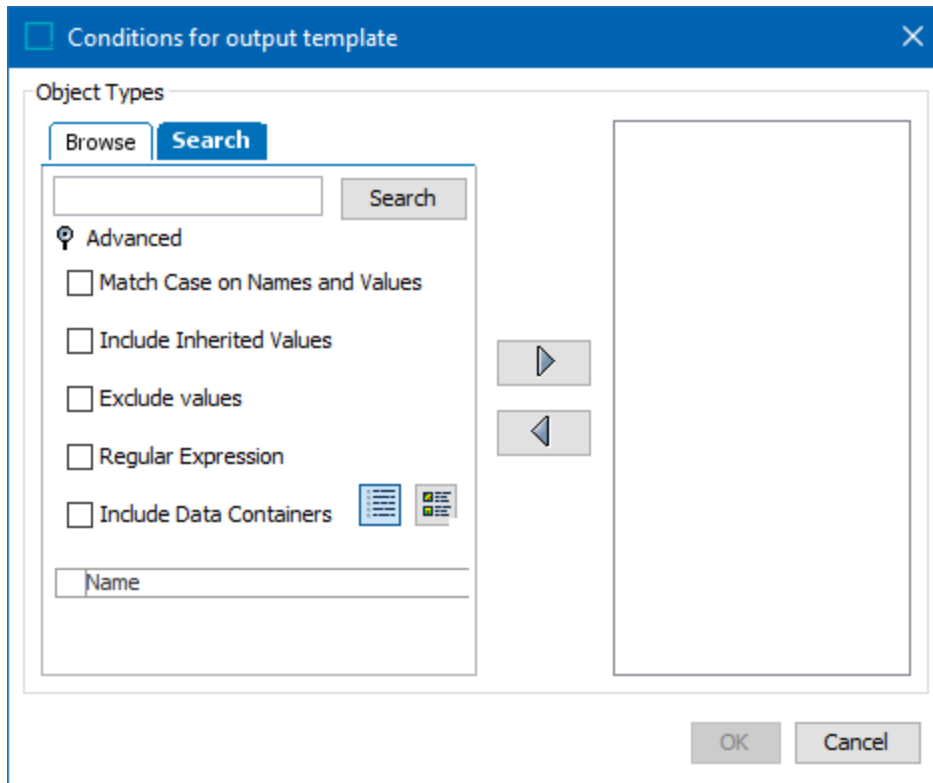 Conditions for output template
Object Types
Browse Search
Search
Advanced
Match Case on Names and Values
Include Inherited Values
Exclude values
Regular Expression
Include Data Containers
Name
OK Cancel